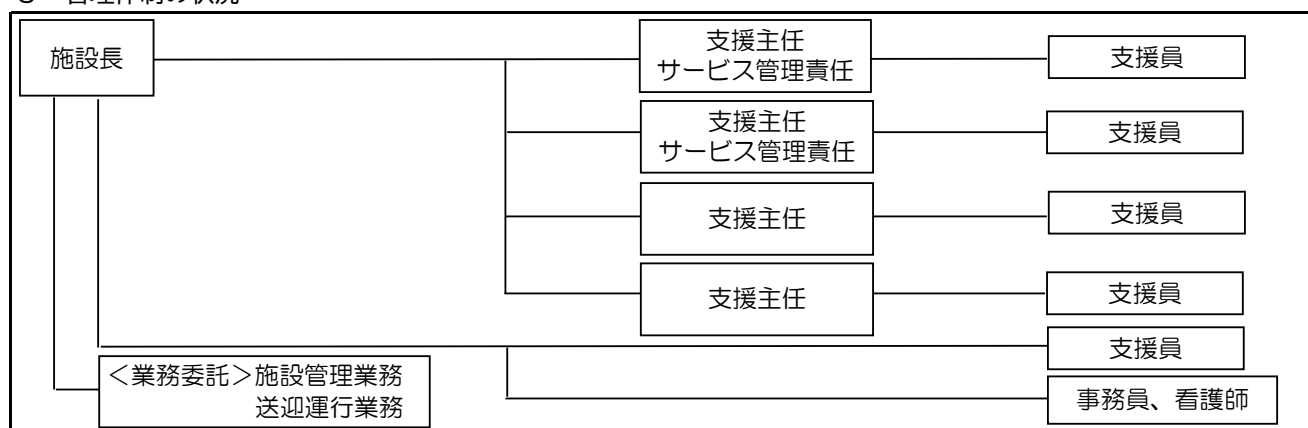 施設長
支援主任
サービス管理責任
支援員
支援主任
サービス管理責任
支援員
支援主任
支援員
支援主任
支援員
支援員
<業務委託>施設管理業務
送迎運行業務
事務員、看護師